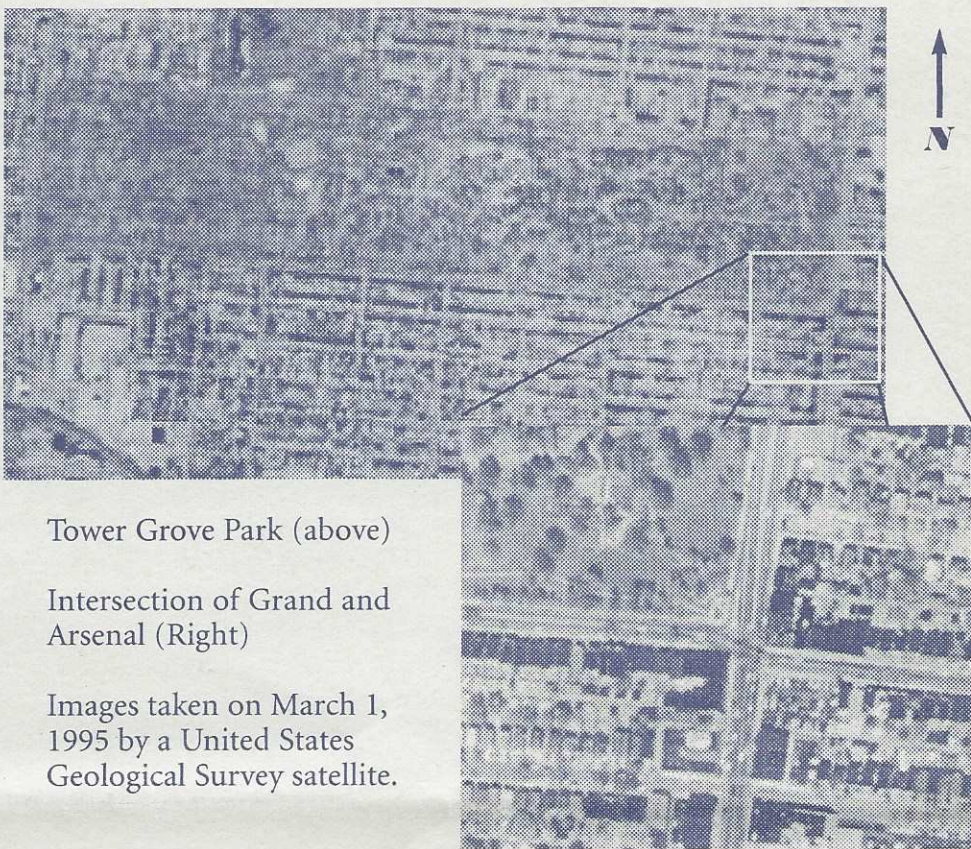 N
Tower Grove Park (above)
Intersection of Grand and
Arsenal (Right)
Images taken on March 1,
1995 by a United States
Geological Survey satellite.